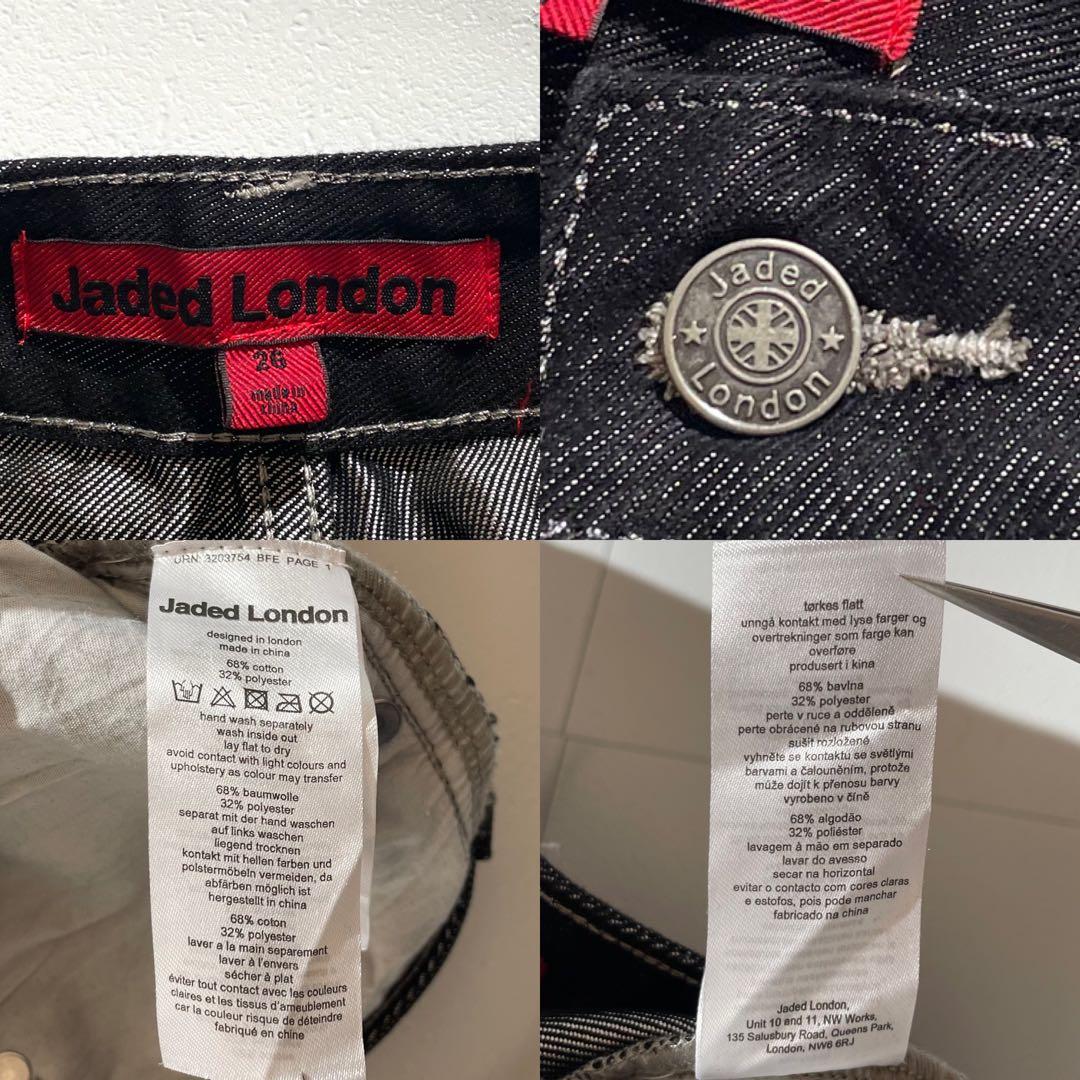 Jaded London
26
made in
china
Jaded
London
URN: 3203754 BFE PAGE 1
Jaded London
designed in london
made in china
68% cotton
32% polyester
hand wash separately
wash inside out
lay flat to dry
avoid contact with light colours and
upholstery as colour may transfer
68% baumwolle
32% polyester
separat mit der hand waschen
auf links waschen
liegend trocknen
kontakt mit hellen farben und
polstermöbeln vermeiden, da
abfärben möglich ist
hergestellt in china
68% coton
32% polyester
laver a la main separement
laver à l'envers
sécher à plat
éviter tout contact avec les couleurs
claires et les tissus d'ameublement
car la couleur risque de déteindre
fabriqué en chine
tørkes flatt
unngå kontakt med lyse farger og
overtrekninger som farge kan
overføre
produsert i kina
68% bavlna
32% polyester
perte v ruce a odděleně
perte obrácené na rubovou stranu
sušit rozložené
vyhněte se kontaktu se světlými
barvami a čalouněním, protože
může dojít k přenosu barvy
vyrobeno v číně
68% algodão
32% poliéster
lavagem à mão em separado
lavar do avesso
secar na horizontal
evitar o contacto com cores claras
e estofos, pois pode manchar
fabricado na china
Jaded London,
Unit 10 and 11, NW Works,
135 Salusbury Road, Queens Park,
London, NW6 6RJ